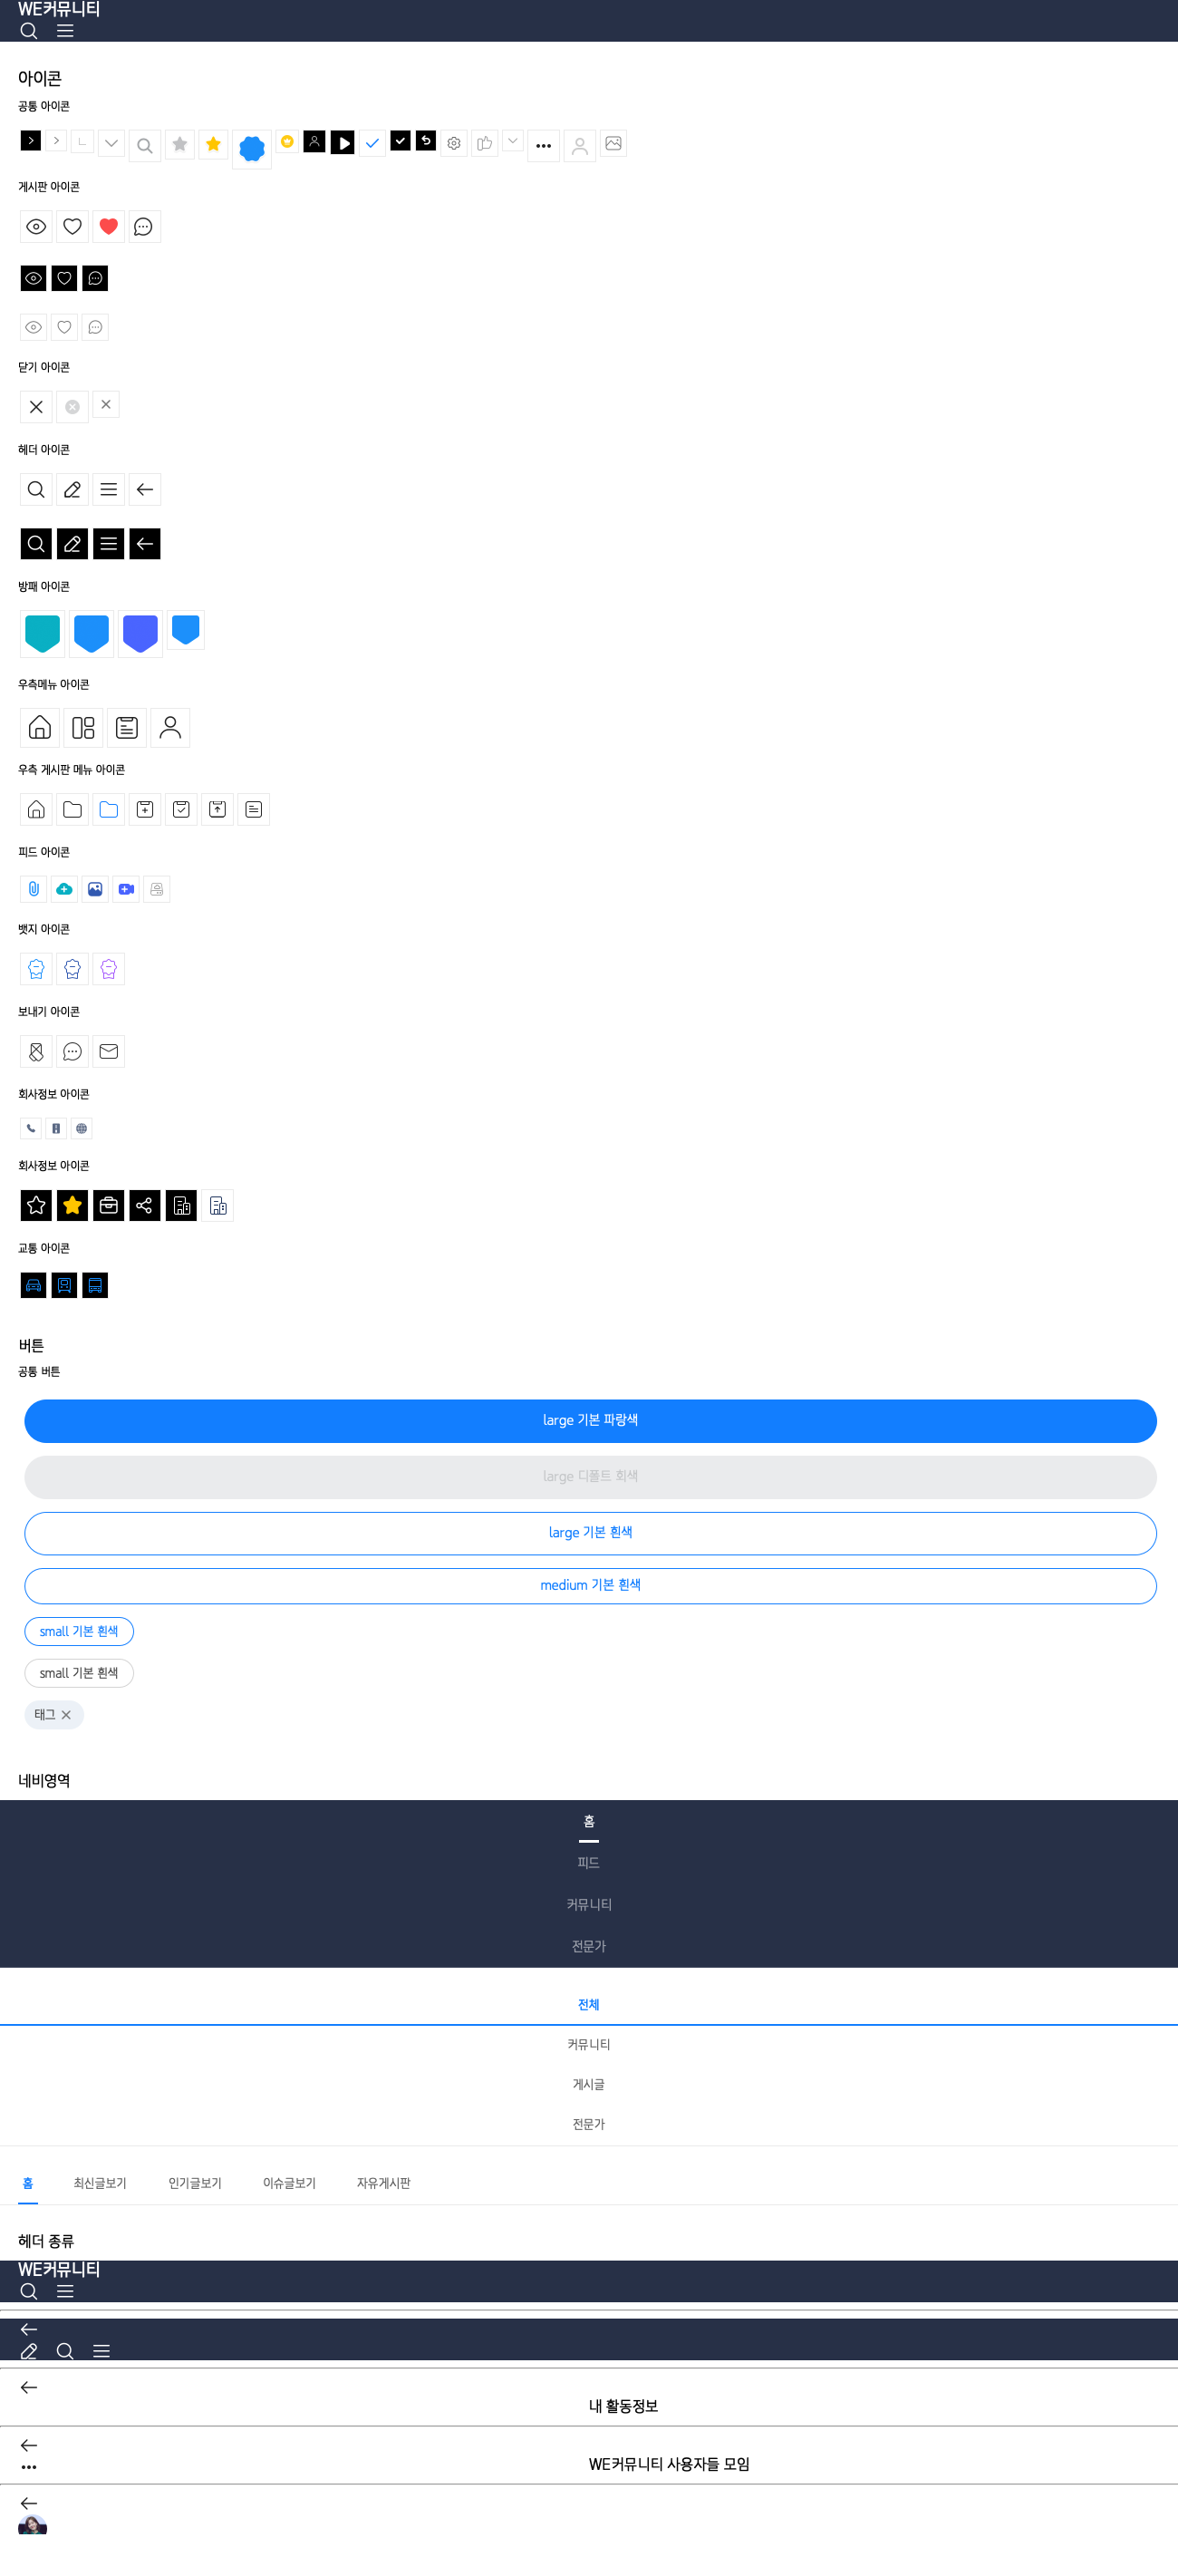 WE커뮤니티
아이콘
공통 아이콘
게시판 아이콘
닫기 아이콘
헤더 아이콘
방패 아이콘
우측메뉴 아이콘
우측 게시판 메뉴 아이콘
피드 아이콘
뱃지 아이콘
보내기 아이콘
회사정보 아이콘
회사정보 아이콘
교통 아이콘
버튼
공통 버튼
large 기본 파랑색
large 디폴트 회색
large 기본 흰색
medium 기본 흰색
small 기본 흰색
small 기본 흰색
태그
네비영역
홈
피드
커뮤니티
전문가
전체
커뮤니티
게시글
전문가
홈 최신글보기 인기글보기 이슈글보기 자유게시판
헤더 종류
WE커뮤니티
내 활동정보
WE커뮤니티 사용자들 모임